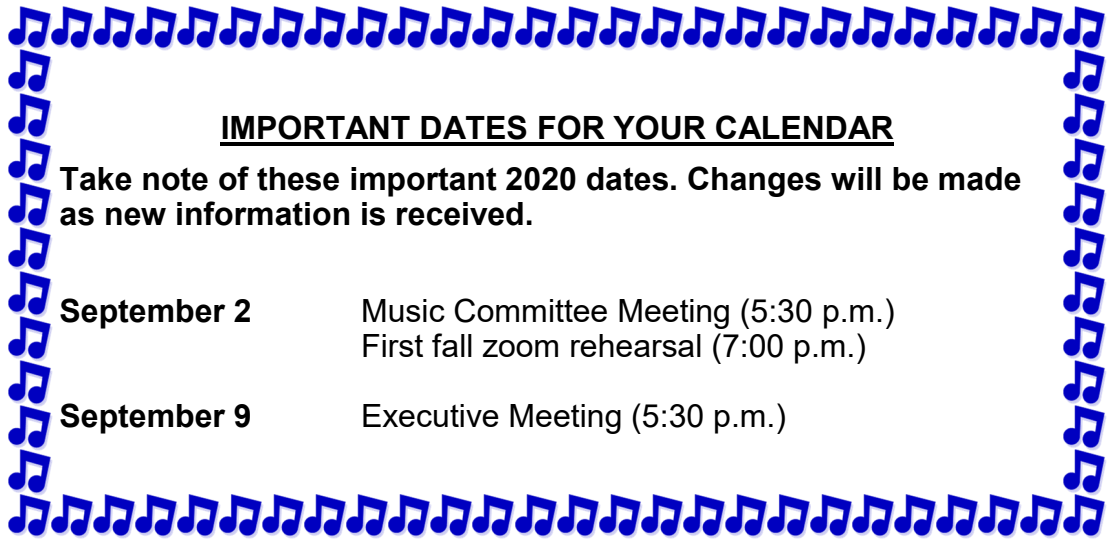 IMPORTANT DATES FOR YOUR CALENDAR
Take note of these important 2020 dates. Changes will be made
as new information is received.
September 2 Music Committee Meeting (5:30 p.m.)
First fall zoom rehearsal (7:00 p.m.)
September 9 Executive Meeting (5:30 p.m.)